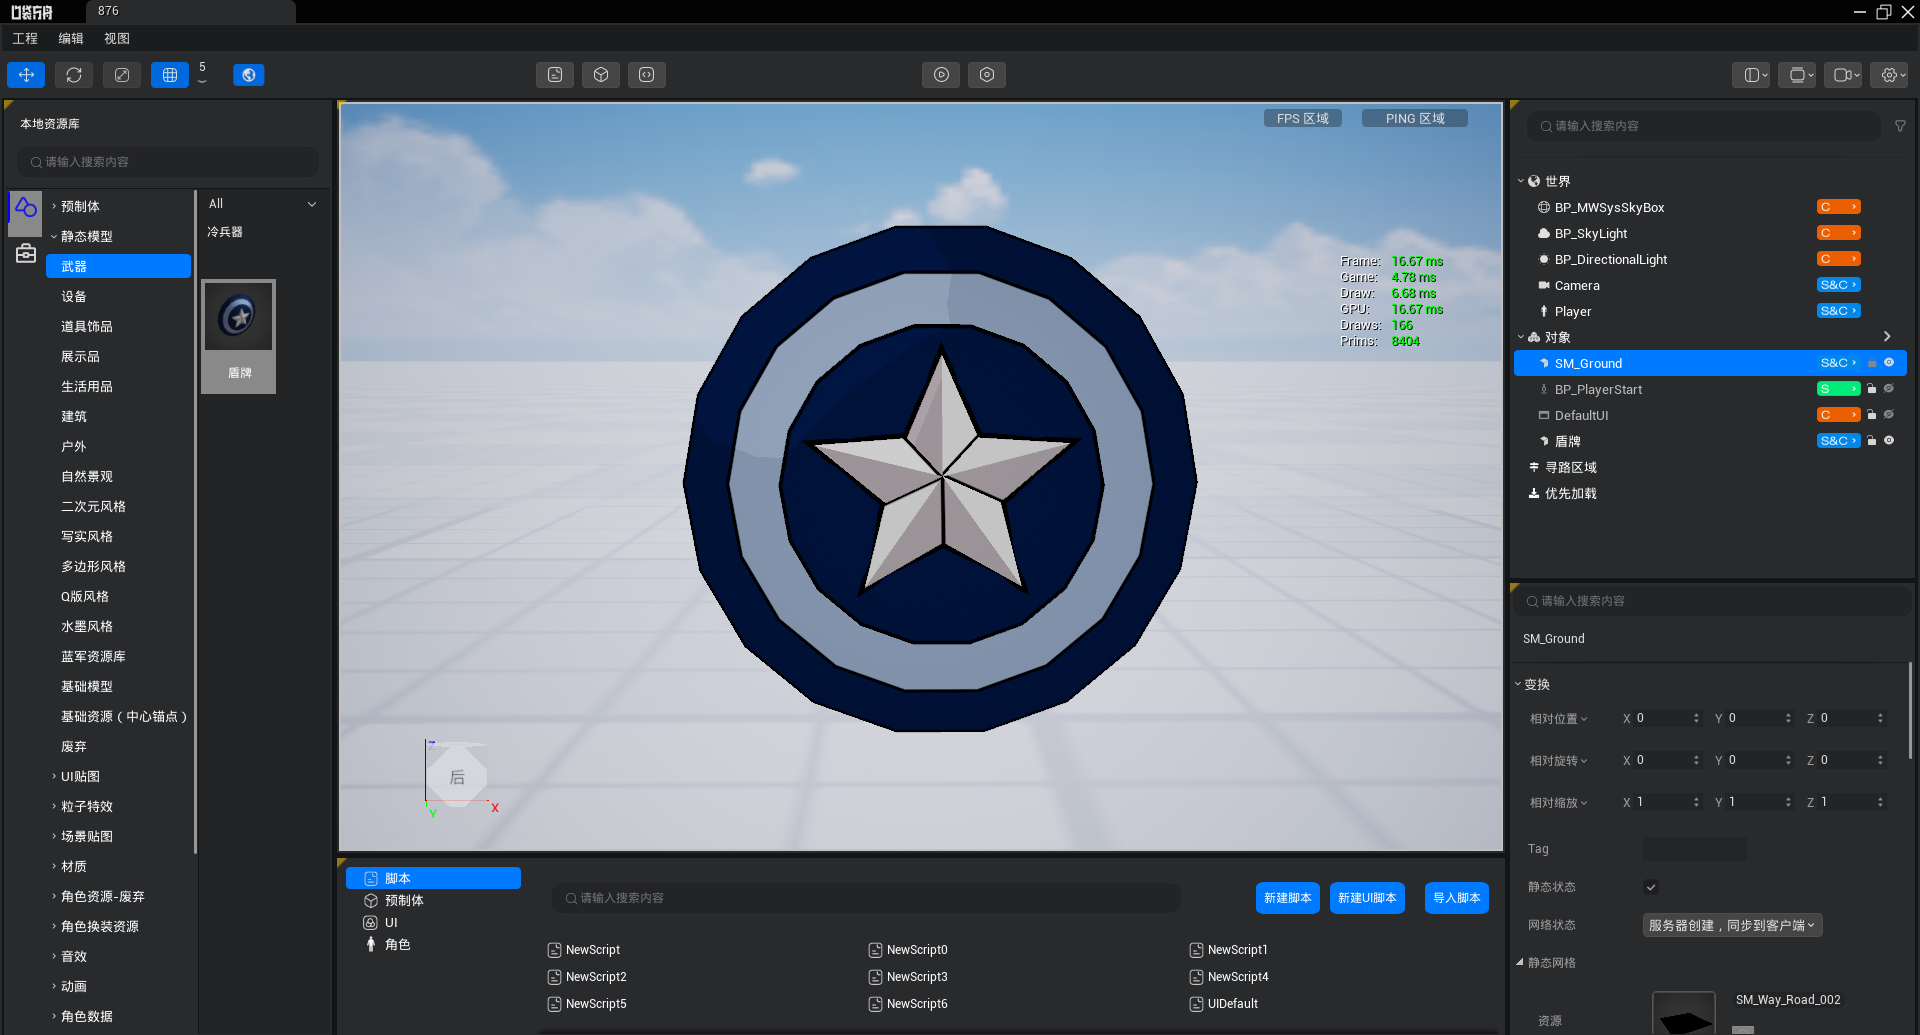 口袋方舟
876
工程 编辑 视图
5
本地资源库
请输入搜索内容
预制体
静态模型
武器
设备
道具饰品
展示品
生活用品
建筑
户外
自然景观
二次元风格
写实风格
多边形风格
Q版风格
水墨风格
蓝军资源库
基础模型
基础资源（中心锚点）
废弃
UI贴图
粒子特效
场景贴图
材质
角色资源-废弃
角色换装资源
音效
动画
角色数据
All
冷兵器
盾牌
FPS 区域
PING 区域
Frame: 16.67 ms
Game: 4.78 ms
Draw: 6.68 ms
GPU: 16.67 ms
Draws: 166
Prims: 8404
后
Z
X
Y
脚本
预制体
UI
角色
请输入搜索内容
新建脚本 新建UI脚本 导入脚本
NewScript NewScript0 NewScript1
NewScript2 NewScript3 NewScript4
NewScript5 NewScript6 UIDefault
请输入搜索内容
世界
BP_MWSysSkyBox C
BP_SkyLight C
BP_DirectionalLight C
Camera S&C
Player S&C
对象
SM_Ground S&C
BP_PlayerStart S
DefaultUI C
盾牌 S&C
寻路区域
优先加载
请输入搜索内容
SM_Ground
变换
相对位置 X 0 Y 0 Z 0
相对旋转 X 0 Y 0 Z 0
相对缩放 X 1 Y 1 Z 1
Tag
静态状态
网络状态 服务器创建，同步到客户端
静态网格
资源 SM_Way_Road_002